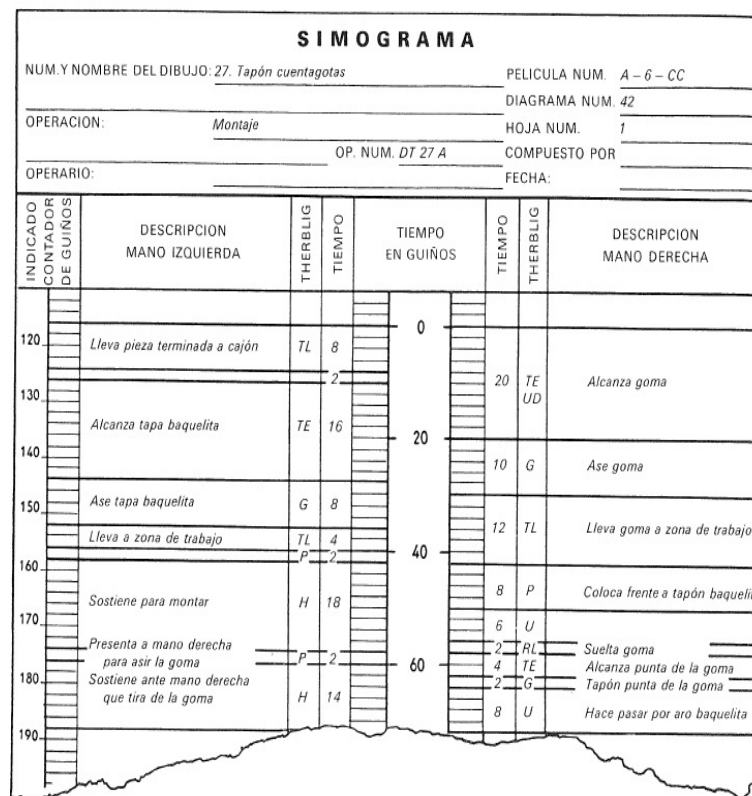 SIMOGRAMA
NUM.Y NOMBRE DEL DIBUJO: 27. Tapón cuentagotas
PELICULA NUM. A – 6 – CC
DIAGRAMA NUM. 42
OPERACION: Montaje
HOJA NUM. 1
OP. NUM. DT 27 A
COMPUESTO POR
OPERARIO:
FECHA:
INDICADO
CONTADOR
DE GUIÑOS
DESCRIPCION
MANO IZQUIERDA
THERBLIG
TIEMPO
TIEMPO
EN GUIÑOS
TIEMPO
THERBLIG
DESCRIPCION
MANO DERECHA
120
130
140
150
160
170
180
190
Lleva pieza terminada a cajón TL 8
2
Alcanza tapa baquelita TE 16
Ase tapa baquelita G 8
Lleva a zona de trabajo TL 4
P 2
Sostiene para montar H 18
Presenta a mano derecha
para asir la goma P 2
Sostiene ante mano derecha
que tira de la goma H 14
0
20
40
60
20 TE
UD
Alcanza goma
10 G Ase goma
12 TL Lleva goma a zona de trabajo
8 P Coloca frente a tapón baquelit
6 U
2 RL Suelta goma
4 TE Alcanza punta de la goma
2 G Tapón punta de la goma
8 U Hace pasar por aro baquelita